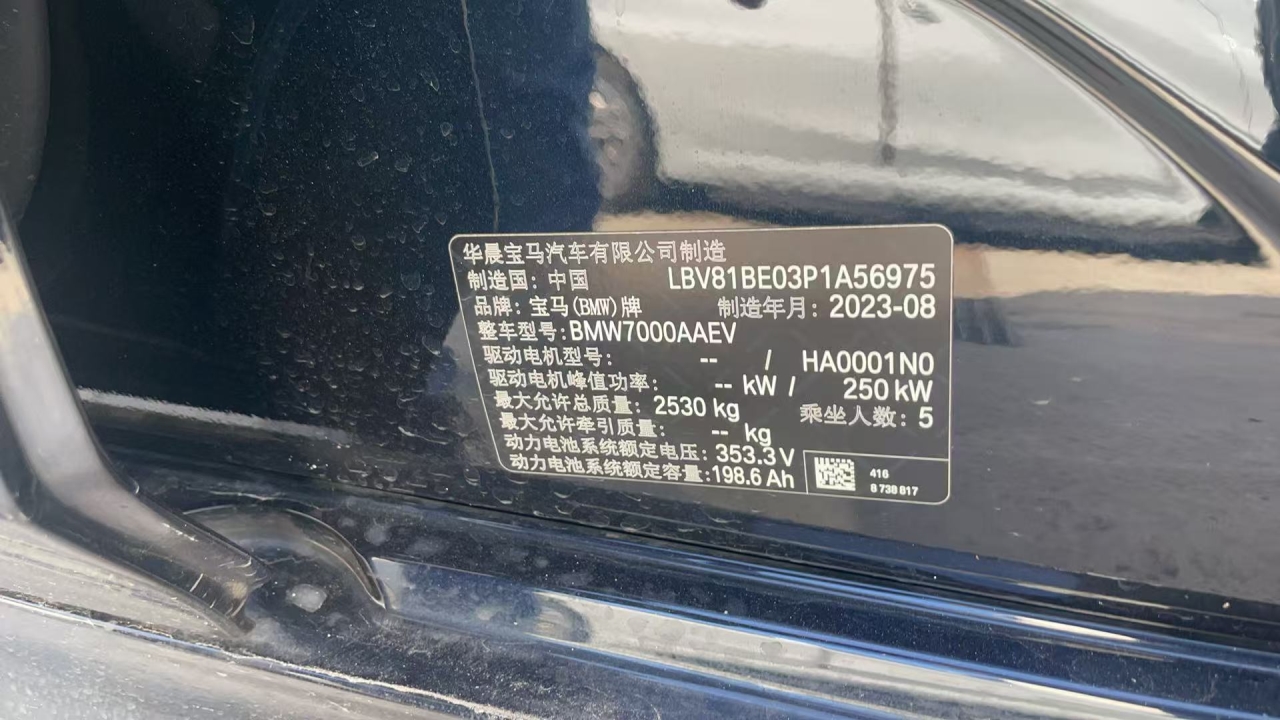 华晨宝马汽车有限公司制造
制造国：中国 LBV81BE03P1A56975
品牌：宝马(BMW)牌 制造年月：2023-08
整车型号：BMW7000AAEV
驱动电机型号： -- / HA0001N0
驱动电机峰值功率： -- kW / 250 kW
最大允许总质量：2530 kg 乘坐人数：5
最大允许牵引质量： -- kg
动力电池系统额定电压：353.3 V
动力电池系统额定容量：198.6 Ah
416
8 738 817